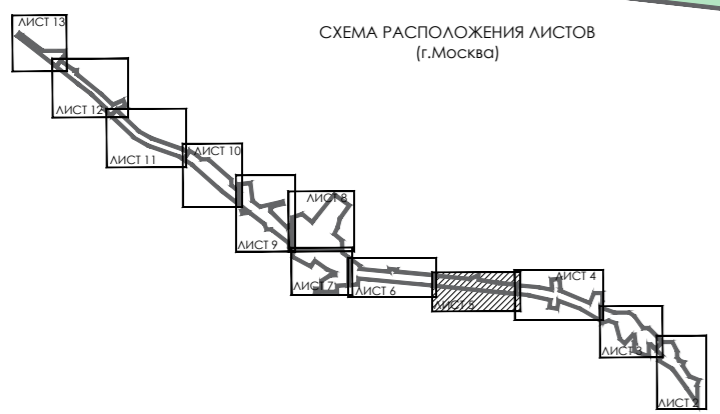 ЛИСТ 13
СХЕМА РАСПОЛОЖЕНИЯ ЛИСТОВ
(г.Москва)
ЛИСТ 12
ЛИСТ 11
ЛИСТ 10
ЛИСТ 9
ЛИСТ 8
ЛИСТ 7
ЛИСТ 6
ЛИСТ 5
ЛИСТ 4
ЛИСТ 3
ЛИСТ 2